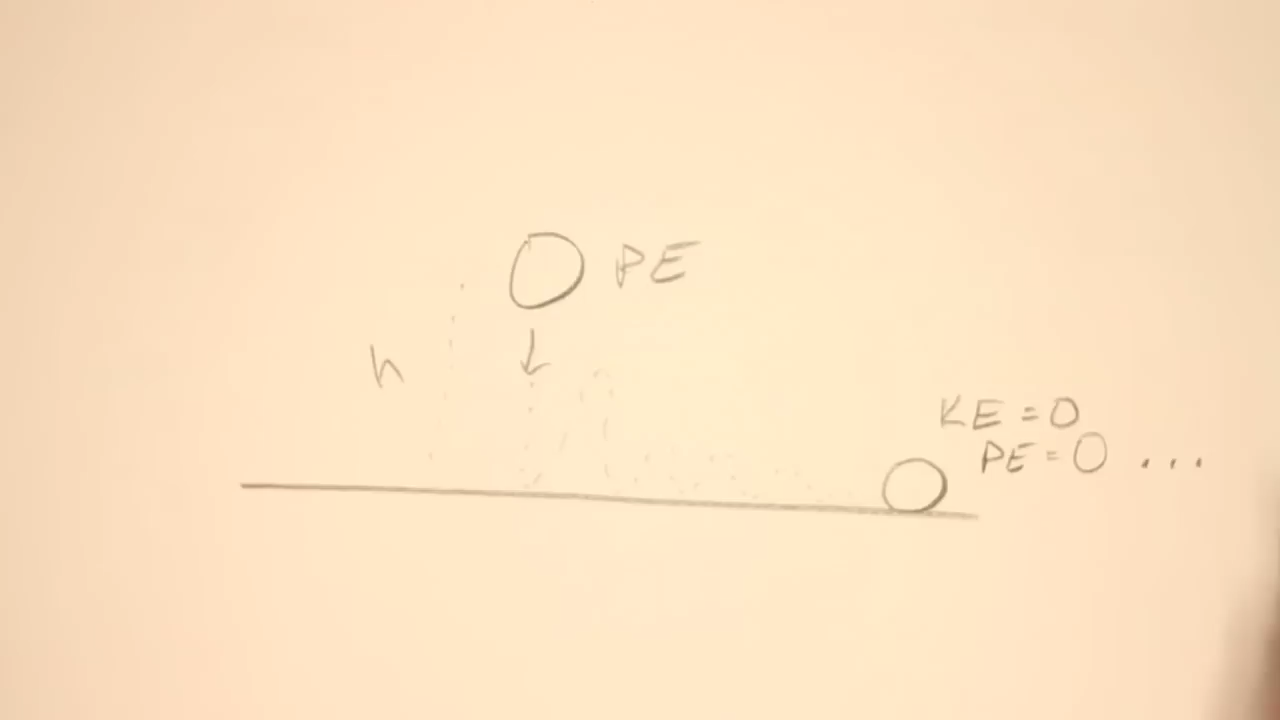 PE
h
KE = 0
PE = 0 ...